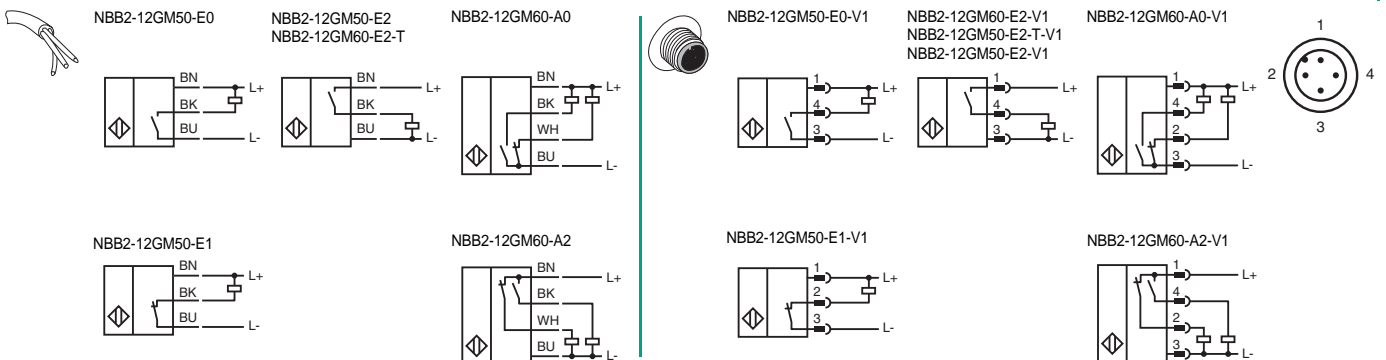 NBB2-12GM50-E0
BN
L+
BK
BU
L-
NBB2-12GM50-E2
NBB2-12GM60-E2-T
BN
L+
BK
BU
L-
NBB2-12GM60-A0
BN
L+
BK
WH
BU
L-
NBB2-12GM50-E0-V1
1
L+
4
3
L-
NBB2-12GM60-E2-V1
NBB2-12GM50-E2-T-V1
NBB2-12GM50-E2-V1
1
L+
4
3
L-
NBB2-12GM60-A0-V1
1
L+
4
2
3
L-
1
2
4
3
NBB2-12GM50-E1
BN
L+
BK
BU
L-
NBB2-12GM60-A2
BN
L+
BK
WH
BU
L-
NBB2-12GM50-E1-V1
1
L+
2
3
L-
NBB2-12GM60-A2-V1
1
L+
4
2
3
L-